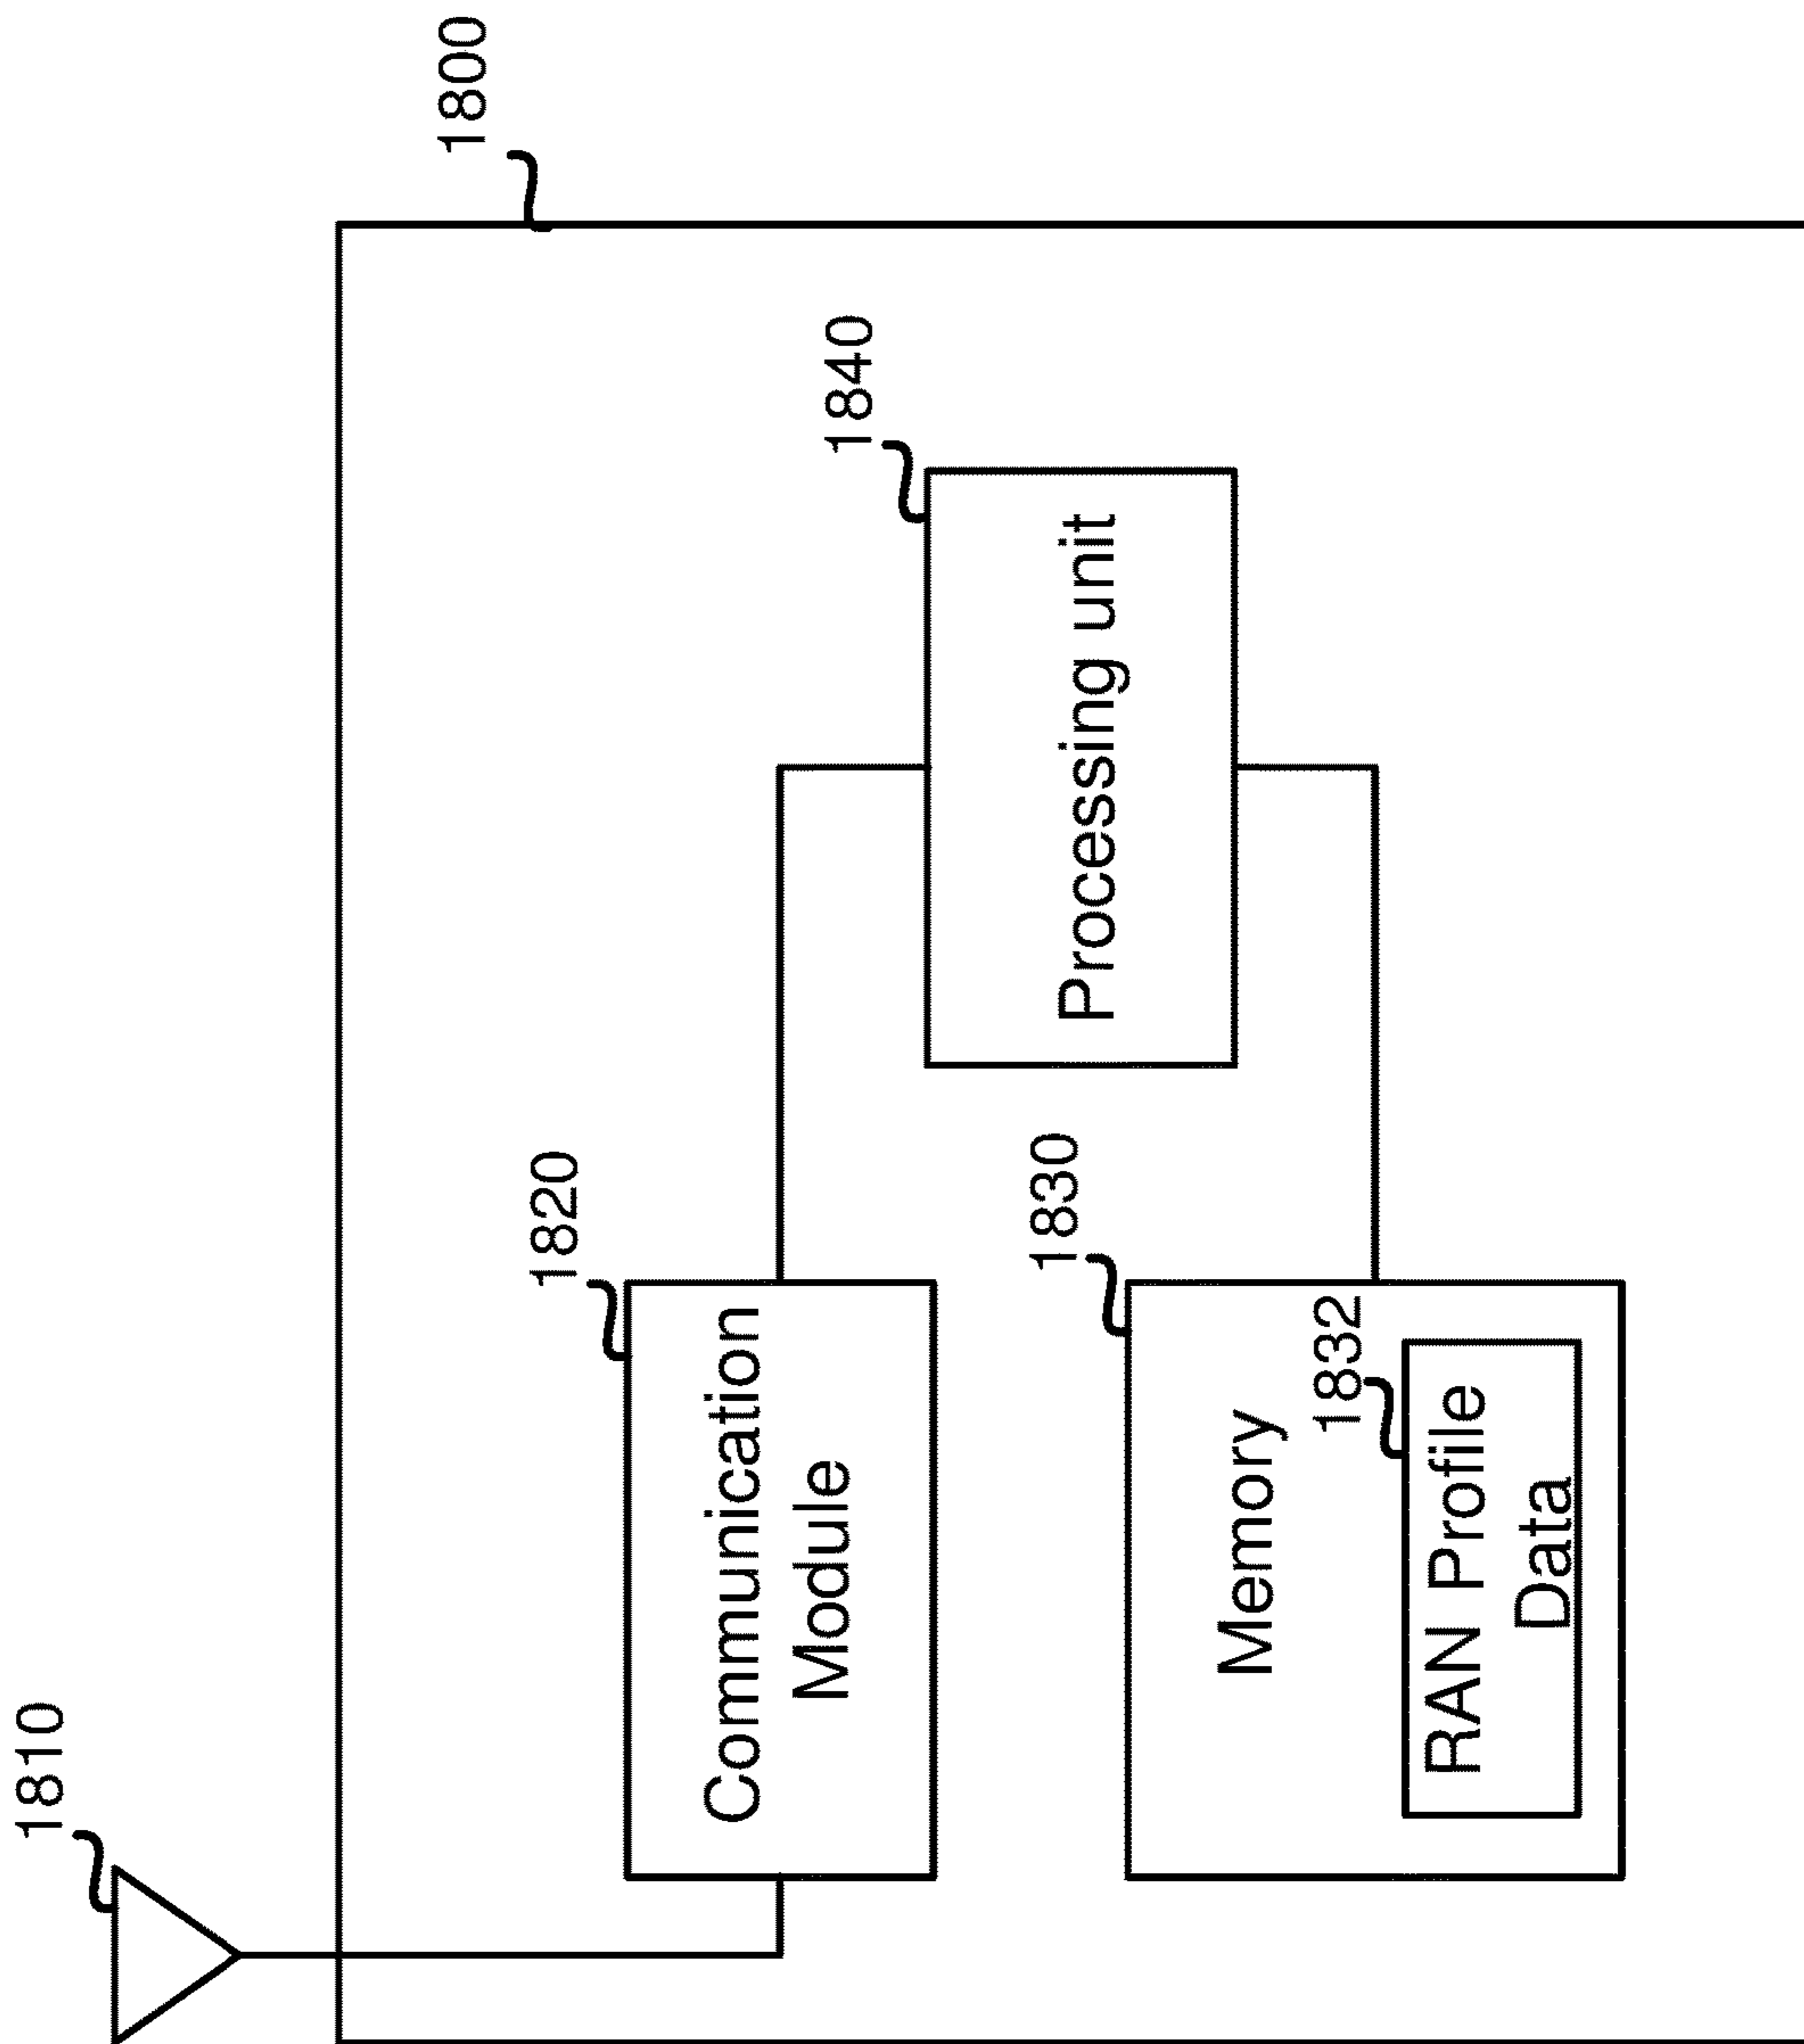 1810
1800
1820
Communication
Module
1840
Processing unit
1830
Memory
1832
RAN Profile
Data